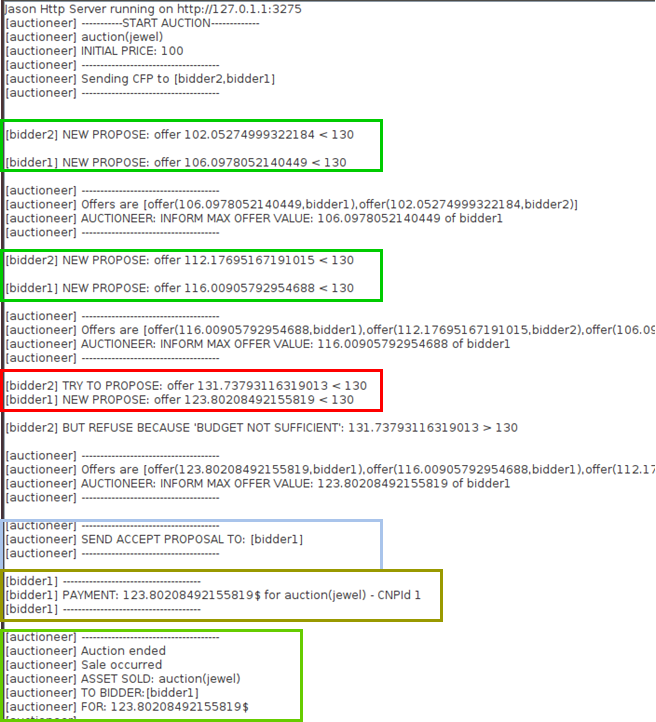 Jason Http Server running on http://127.0.1.1:3275
[auctioneer] -----------START AUCTION-------------
[auctioneer] auction(jewel)
[auctioneer] INITIAL PRICE: 100
[auctioneer] -------------------------------------
[auctioneer] Sending CFP to [bidder2,bidder1]
[auctioneer] -------------------------------------
[bidder2] NEW PROPOSE: offer 102.05274999322184 < 130
[bidder1] NEW PROPOSE: offer 106.0978052140449 < 130
[auctioneer] -------------------------------------
[auctioneer] Offers are [offer(106.0978052140449,bidder1),offer(102.05274999322184,bidder2)]
[auctioneer] AUCTIONEER: INFORM MAX OFFER VALUE: 106.0978052140449 of bidder1
[auctioneer] -------------------------------------
[bidder2] NEW PROPOSE: offer 112.17695167191015 < 130
[bidder1] NEW PROPOSE: offer 116.00905792954688 < 130
[auctioneer] -------------------------------------
[auctioneer] Offers are [offer(116.00905792954688,bidder1),offer(112.17695167191015,bidder2),offer(106.09
[auctioneer] AUCTIONEER: INFORM MAX OFFER VALUE: 116.00905792954688 of bidder1
[auctioneer] -------------------------------------
[bidder2] TRY TO PROPOSE: offer 131.73793116319013 < 130
[bidder1] NEW PROPOSE: offer 123.80208492155819 < 130
[bidder2] BUT REFUSE BECAUSE 'BUDGET NOT SUFFICIENT': 131.73793116319013 > 130
[auctioneer] -------------------------------------
[auctioneer] Offers are [offer(123.80208492155819,bidder1),offer(116.00905792954688,bidder1),offer(112.17
[auctioneer] AUCTIONEER: INFORM MAX OFFER VALUE: 123.80208492155819 of bidder1
[auctioneer] -------------------------------------
[auctioneer] -------------------------------------
[auctioneer] SEND ACCEPT PROPOSAL TO: [bidder1]
[auctioneer] -------------------------------------
[bidder1] -------------------------------------
[bidder1] PAYMENT: 123.80208492155819$ for auction(jewel) - CNPId 1
[bidder1] -------------------------------------
[auctioneer] -------------------------------------
[auctioneer] Auction ended
[auctioneer] Sale occurred
[auctioneer] ASSET SOLD: auction(jewel)
[auctioneer] TO BIDDER:[bidder1]
[auctioneer] FOR: 123.80208492155819$